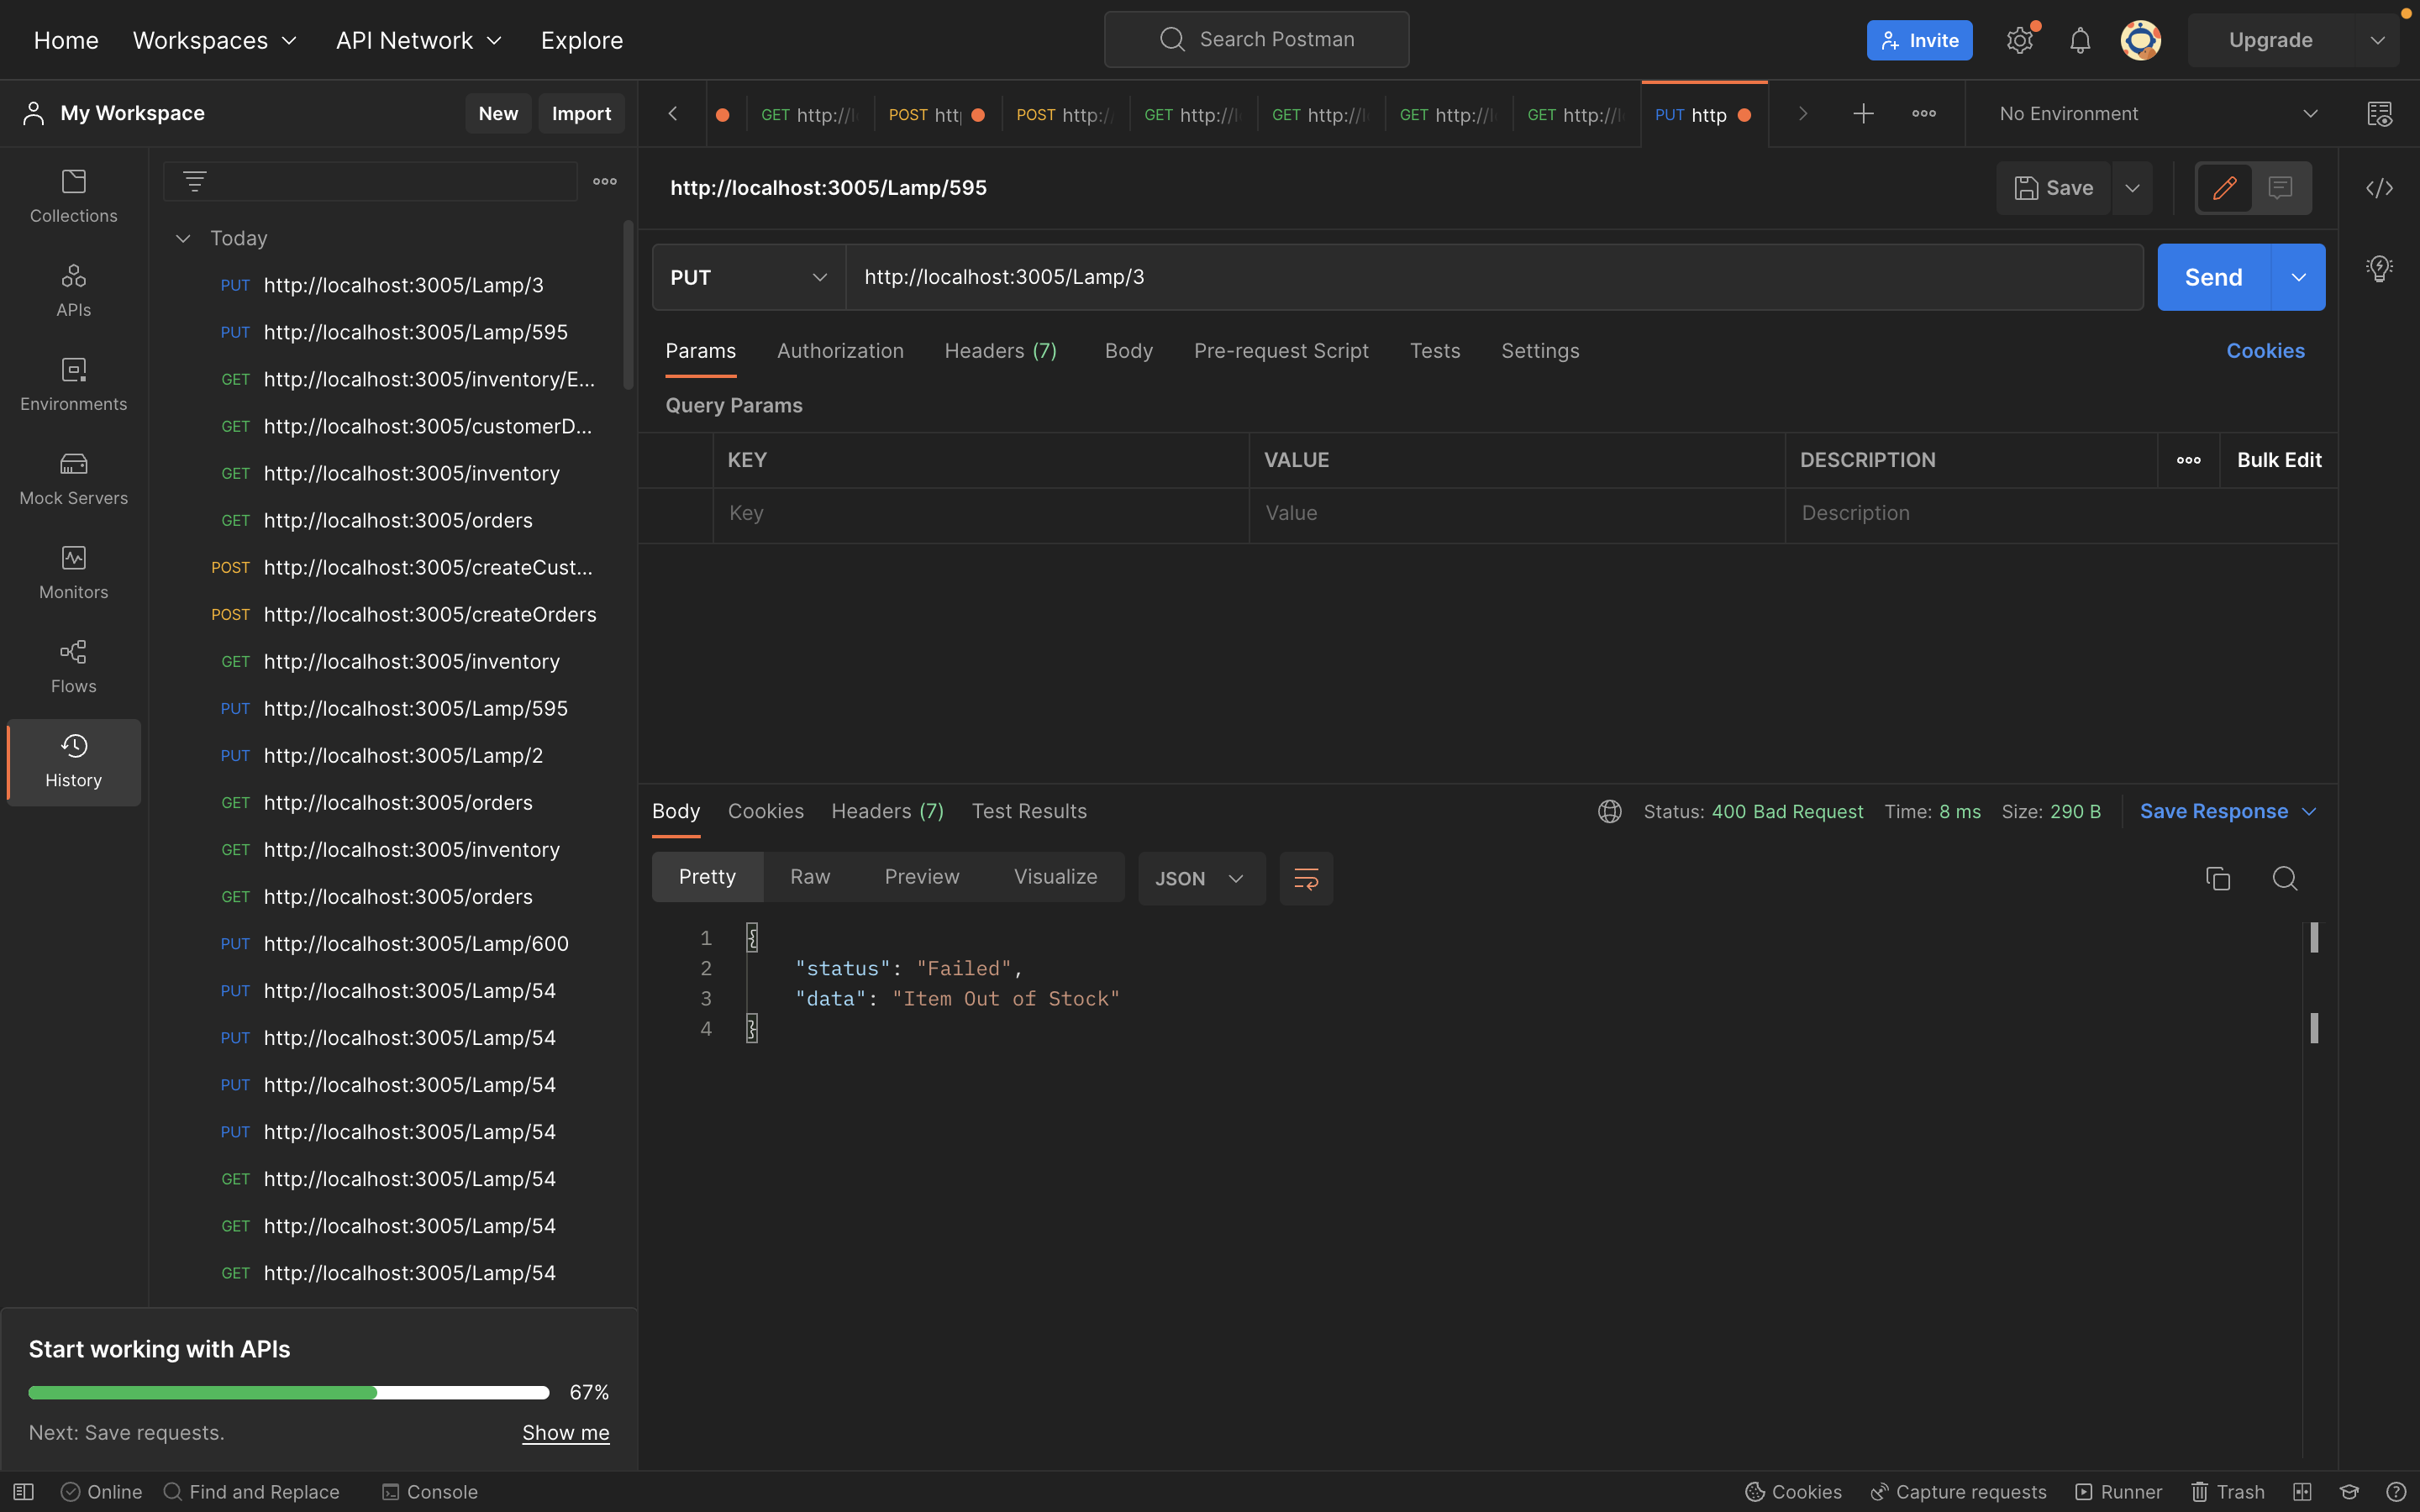 Home Workspaces API Network Explore Search Postman Invite Upgrade
My Workspace New Import
GET http://l POST htt POST http:/ GET http://l GET http://l GET http://l GET http://l PUT http No Environment
http://localhost:3005/Lamp/595 Save
PUT http://localhost:3005/Lamp/3 Send
Params Authorization Headers (7) Body Pre-request Script Tests Settings Cookies
Query Params
KEY VALUE DESCRIPTION Bulk Edit
Key Value Description
Collections
APIs
Environments
Mock Servers
Monitors
Flows
History
Today
PUT http://localhost:3005/Lamp/3
PUT http://localhost:3005/Lamp/595
GET http://localhost:3005/inventory/E...
GET http://localhost:3005/customerD...
GET http://localhost:3005/inventory
GET http://localhost:3005/orders
POST http://localhost:3005/createCust...
POST http://localhost:3005/createOrders
GET http://localhost:3005/inventory
PUT http://localhost:3005/Lamp/595
PUT http://localhost:3005/Lamp/2
GET http://localhost:3005/orders
GET http://localhost:3005/inventory
GET http://localhost:3005/orders
PUT http://localhost:3005/Lamp/600
PUT http://localhost:3005/Lamp/54
PUT http://localhost:3005/Lamp/54
PUT http://localhost:3005/Lamp/54
PUT http://localhost:3005/Lamp/54
GET http://localhost:3005/Lamp/54
GET http://localhost:3005/Lamp/54
GET http://localhost:3005/Lamp/54
Body Cookies Headers (7) Test Results Status: 400 Bad Request Time: 8 ms Size: 290 B Save Response
Pretty Raw Preview Visualize JSON
1 {
2 "status": "Failed",
3 "data": "Item Out of Stock"
4 }
Start working with APIs
67%
Next: Save requests. Show me
Online Find and Replace Console Cookies Capture requests Runner Trash